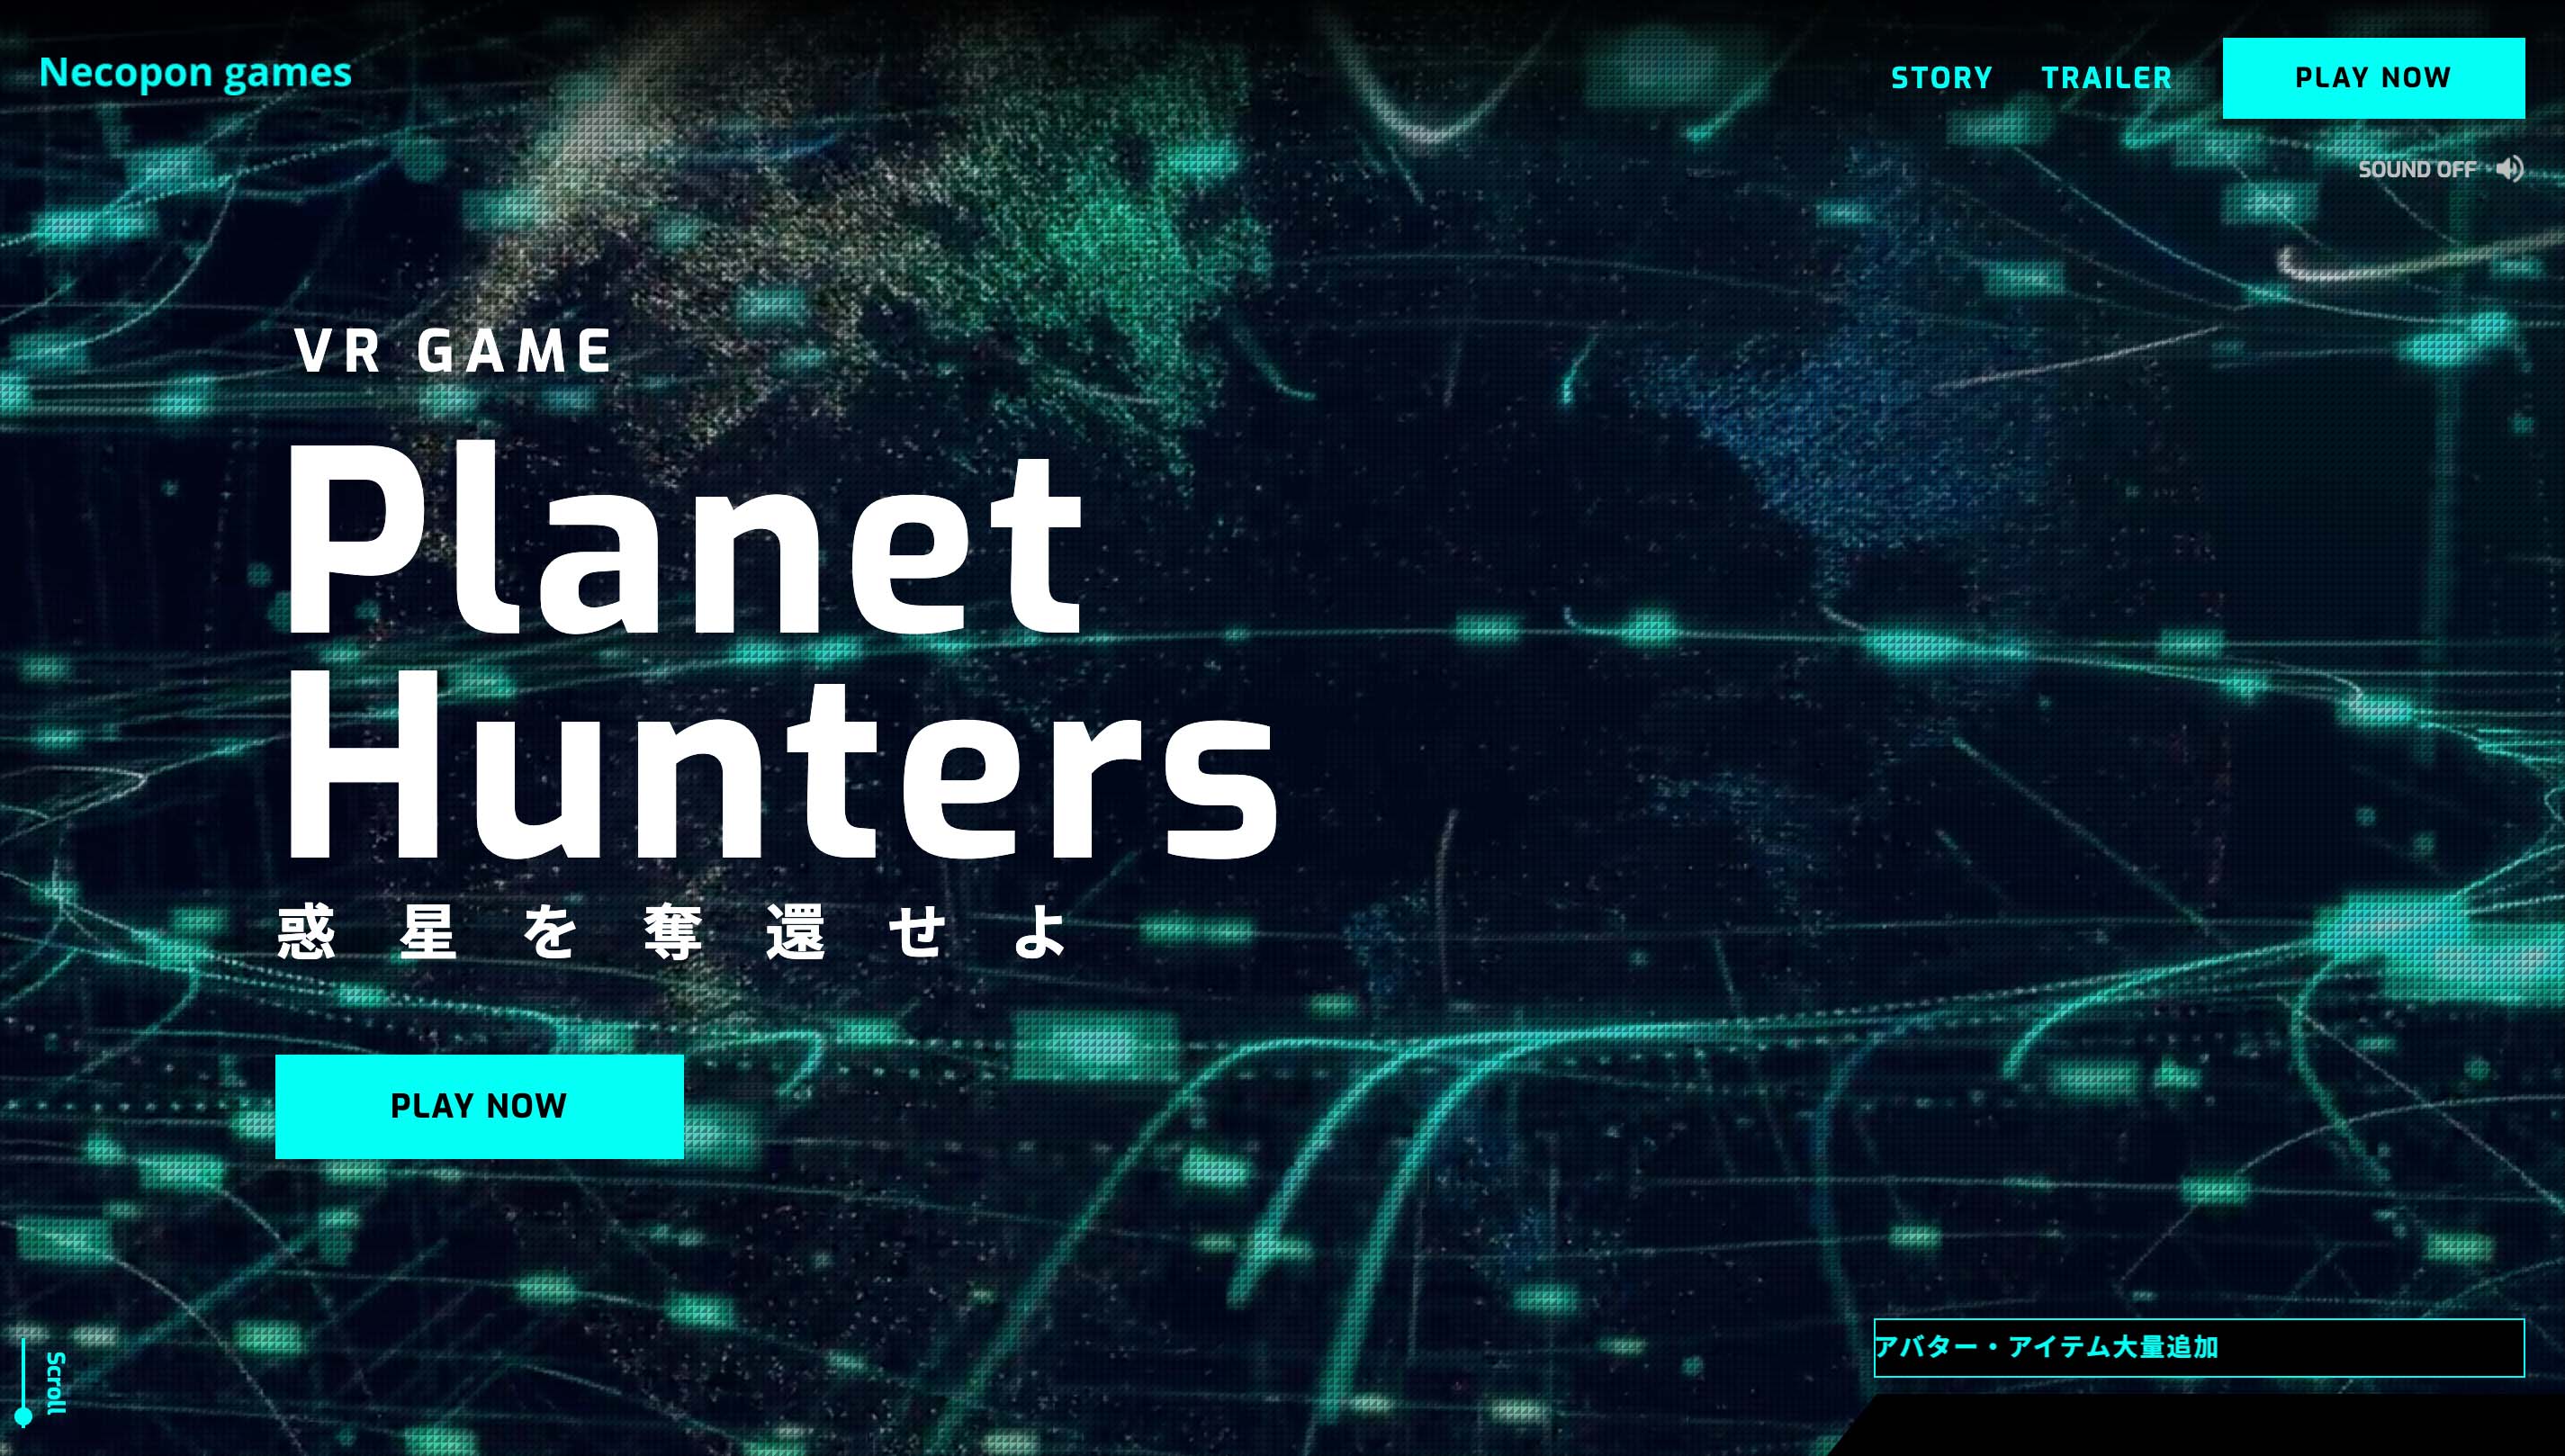 Necopon games
STORY
TRAILER
PLAY NOW
SOUND OFF
VR GAME
Planet
Hunters
惑星を奪還せよ
PLAY NOW
Scroll
アバター・アイテム大量追加